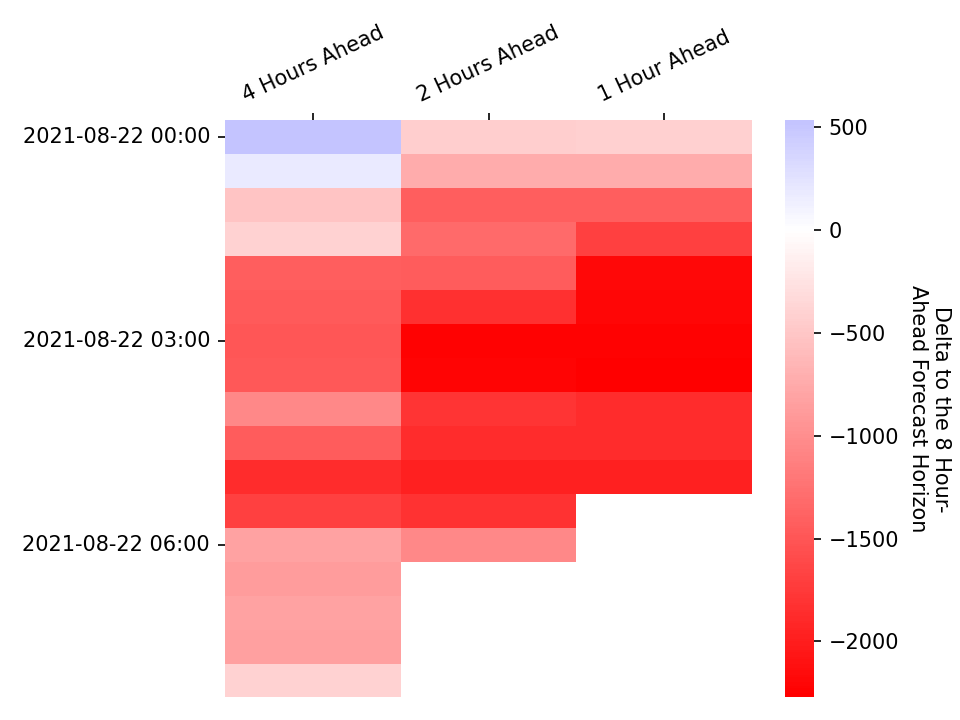 4 Hours Ahead
2 Hours Ahead
1 Hour Ahead
2021-08-22 00:00
2021-08-22 03:00
2021-08-22 06:00
500
0
−500
−1000
−1500
−2000
Delta to the 8 Hour-
Ahead Forecast Horizon